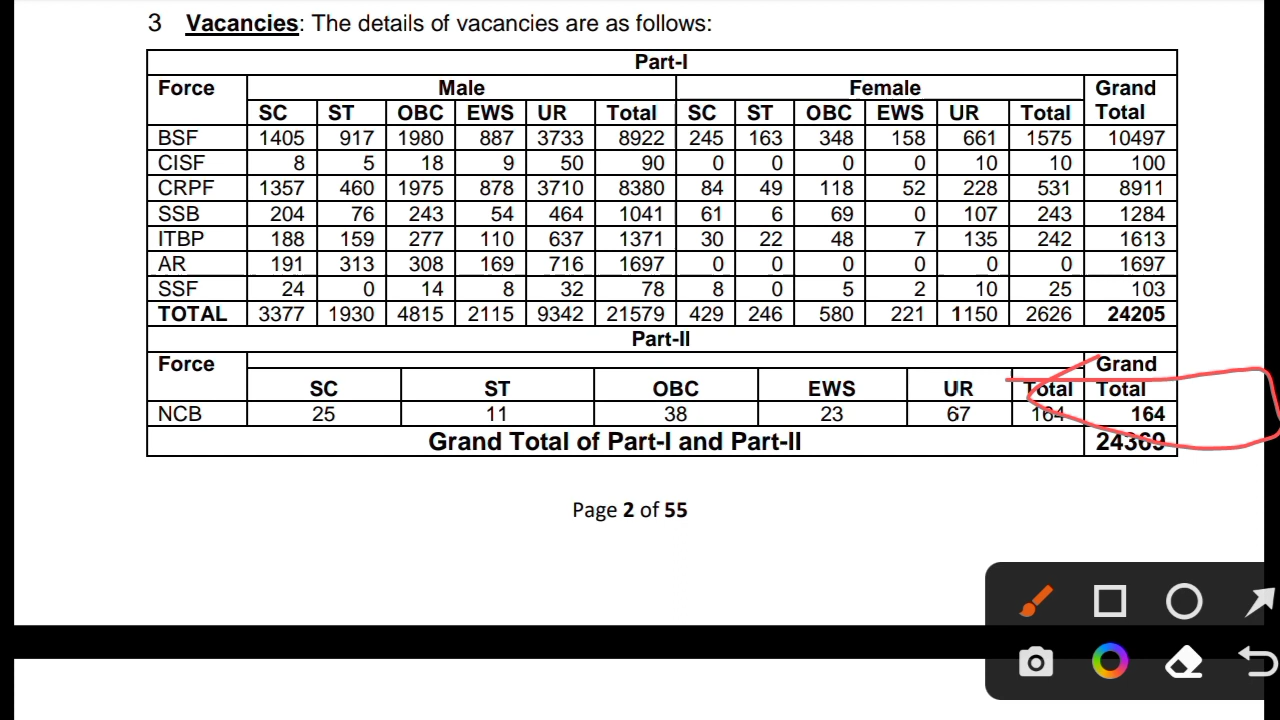 3 Vacancies: The details of vacancies are as follows:
Part-I
Force Male Female Grand Total
SC ST OBC EWS UR Total SC ST OBC EWS UR Total
BSF 1405 917 1980 887 3733 8922 245 163 348 158 661 1575 10497
CISF 8 5 18 9 50 90 0 0 0 0 10 10 100
CRPF 1357 460 1975 878 3710 8380 84 49 118 52 228 531 8911
SSB 204 76 243 54 464 1041 61 6 69 0 107 243 1284
ITBP 188 159 277 110 637 1371 30 22 48 7 135 242 1613
AR 191 313 308 169 716 1697 0 0 0 0 0 0 1697
SSF 24 0 14 8 32 78 8 0 5 2 10 25 103
TOTAL 3377 1930 4815 2115 9342 21579 429 246 580 221 1150 2626 24205
Part-II
Force Grand
SC ST OBC EWS UR Total Total
NCB 25 11 38 23 67 164 164
Grand Total of Part-I and Part-II 24369
Page 2 of 55